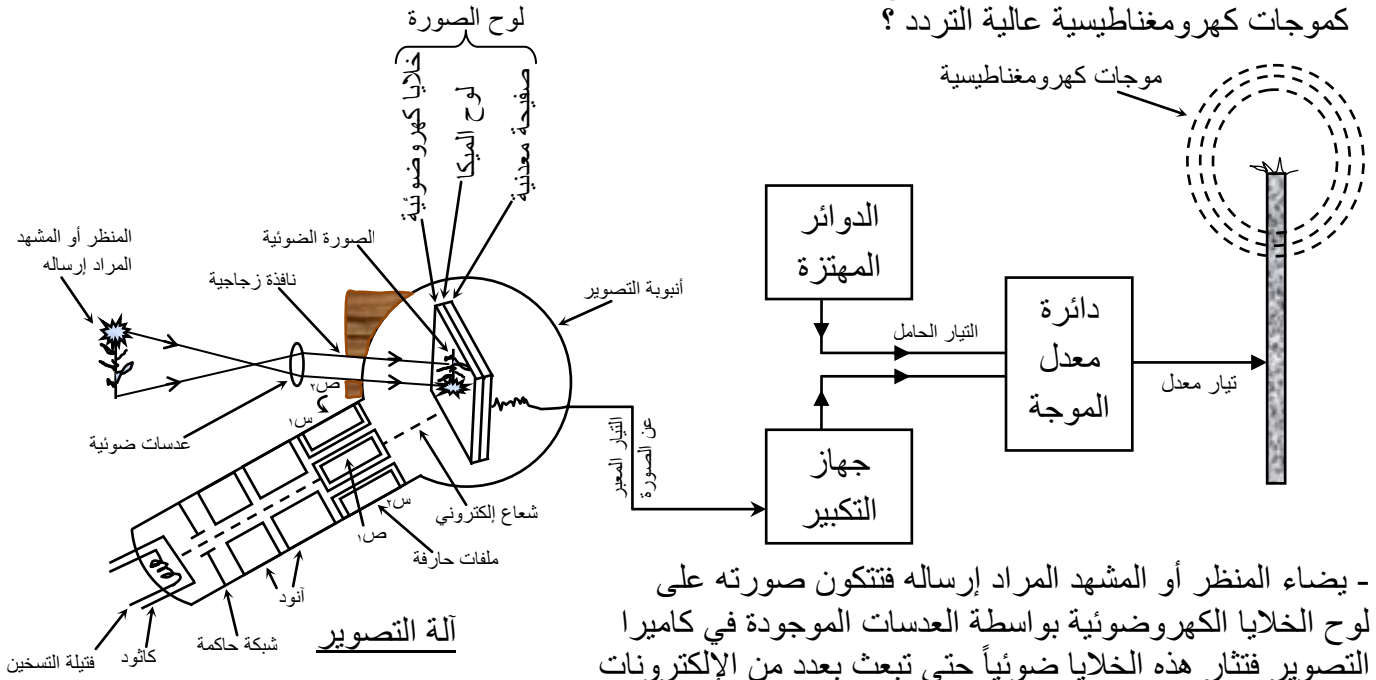 كموجات كهرومغناطيسية عالية التردد ؟
موجات كهرومغناطيسية
لوح الصورة
صفيحة معدنية
لوح الميكا
خلايا كهروضوئية
المنظر أو المشهد
المراد إرساله
الصورة الضوئية
نافذة زجاجية
أنبوبة التصوير
الدوائر
المهتزة
التيار الحامل
دائرة
معدل
الموجة
تيار معدل
عدسات ضوئية
ص٢
س١
س٢
ص١
التيار المعبر
عن الصورة
جهاز
التكبير
شعاع إلكتروني
ملفات حارفة
آنود
شبكة حاكمة
كاثود
فتيلة التسخين
آلة التصوير
- يضاء المنظر أو المشهد المراد إرساله فتتكون صورته على
لوح الخلايا الكهروضوئية بواسطة العدسات الموجودة في كاميرا
التصوير فتثار هذه الخلايا ضوئياً حتى تبعث بعدد من الإلكترونات